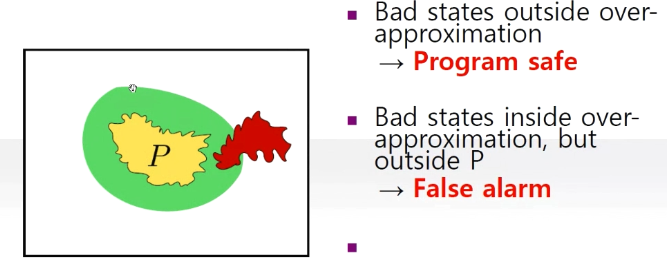 Bad states outside over-
approximation
→ Program safe
P
Bad states inside over-
approximation, but
outside P
→ False alarm